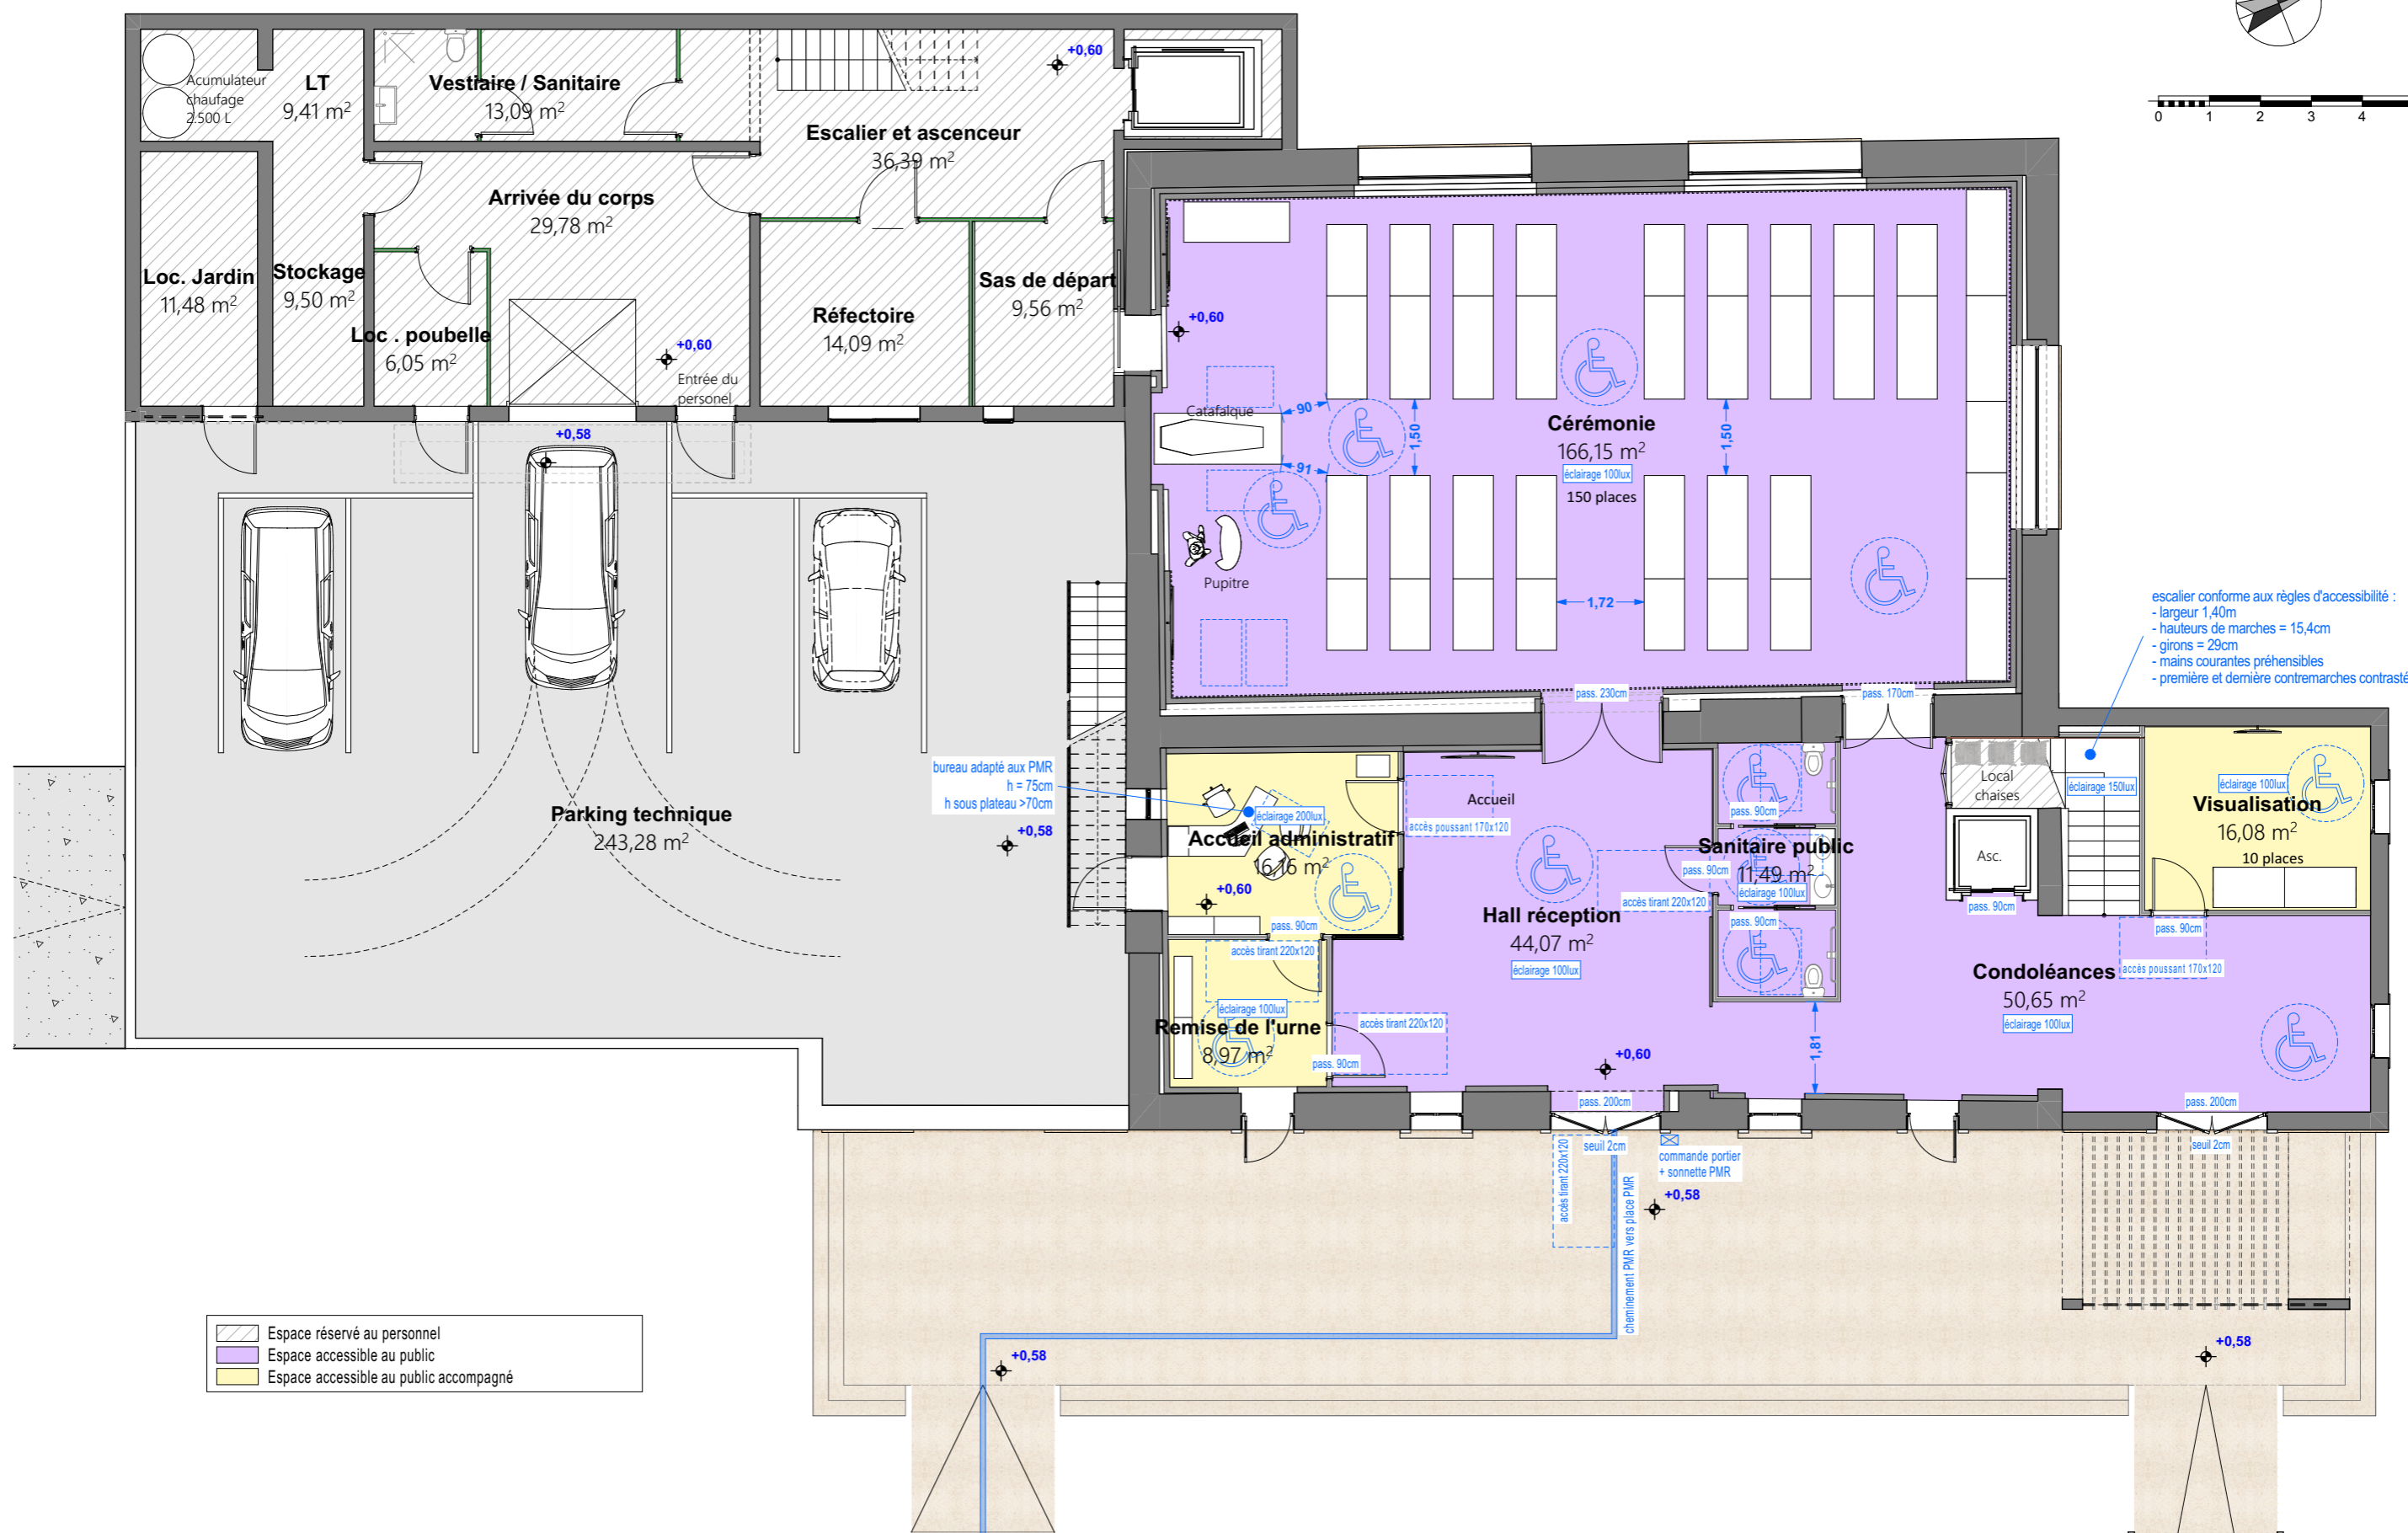 +0,60
0 1 2 3 4
Acumulateur
chaufage
2.500 L
LT
9,41 m²
Vestiaire / Sanitaire
13,09 m²
Escalier et ascenceur
36,39 m²
Arrivée du corps
29,78 m²
Loc. Jardin
11,48 m²
Stockage
9,50 m²
Loc . poubelle
6,05 m²
+0,60
Entrée du
personel
Réfectoire
14,09 m²
Sas de départ
9,56 m²
+0,60
Catafalque
90
91
1,50
1,50
Cérémonie
166,15 m²
éclairage 100lux
150 places
Pupitre
1,72
pass. 230cm
pass. 170cm
+0,58
escalier conforme aux règles d'accessibilité :
- largeur 1,40m
- hauteurs de marches = 15,4cm
- girons = 29cm
- mains courantes préhensibles
- première et dernière contremarches contrasté
Parking technique
243,28 m²
bureau adapté aux PMR
h = 75cm
h sous plateau >70cm
+0,58
éclairage 200lux
Accueil administratif
16,16 m²
+0,60
pass. 90cm
accès tirant 220x120
éclairage 100lux
Remise de l'urne
8,97 m²
pass. 90cm
accès tirant 220x120
Accueil
accès poussant 170x120
Hall réception
44,07 m²
éclairage 100lux
accès tirant 220x120
pass. 90cm
pass. 90cm
Sanitaire public
11,49 m²
éclairage 100lux
pass. 90cm
Local
chaises
éclairage 150lux
Asc.
pass. 90cm
éclairage 100lux
Visualisation
16,08 m²
10 places
pass. 90cm
accès poussant 170x120
Condoléances
50,65 m²
éclairage 100lux
1,81
+0,60
pass. 200cm
seuil 2cm
pass. 200cm
seuil 2cm
accès tirant 220x120
commande portier
+ sonnette PMR
cheminement PMR vers place PMR
+0,58
+0,58
+0,58
Espace réservé au personnel
Espace accessible au public
Espace accessible au public accompagné